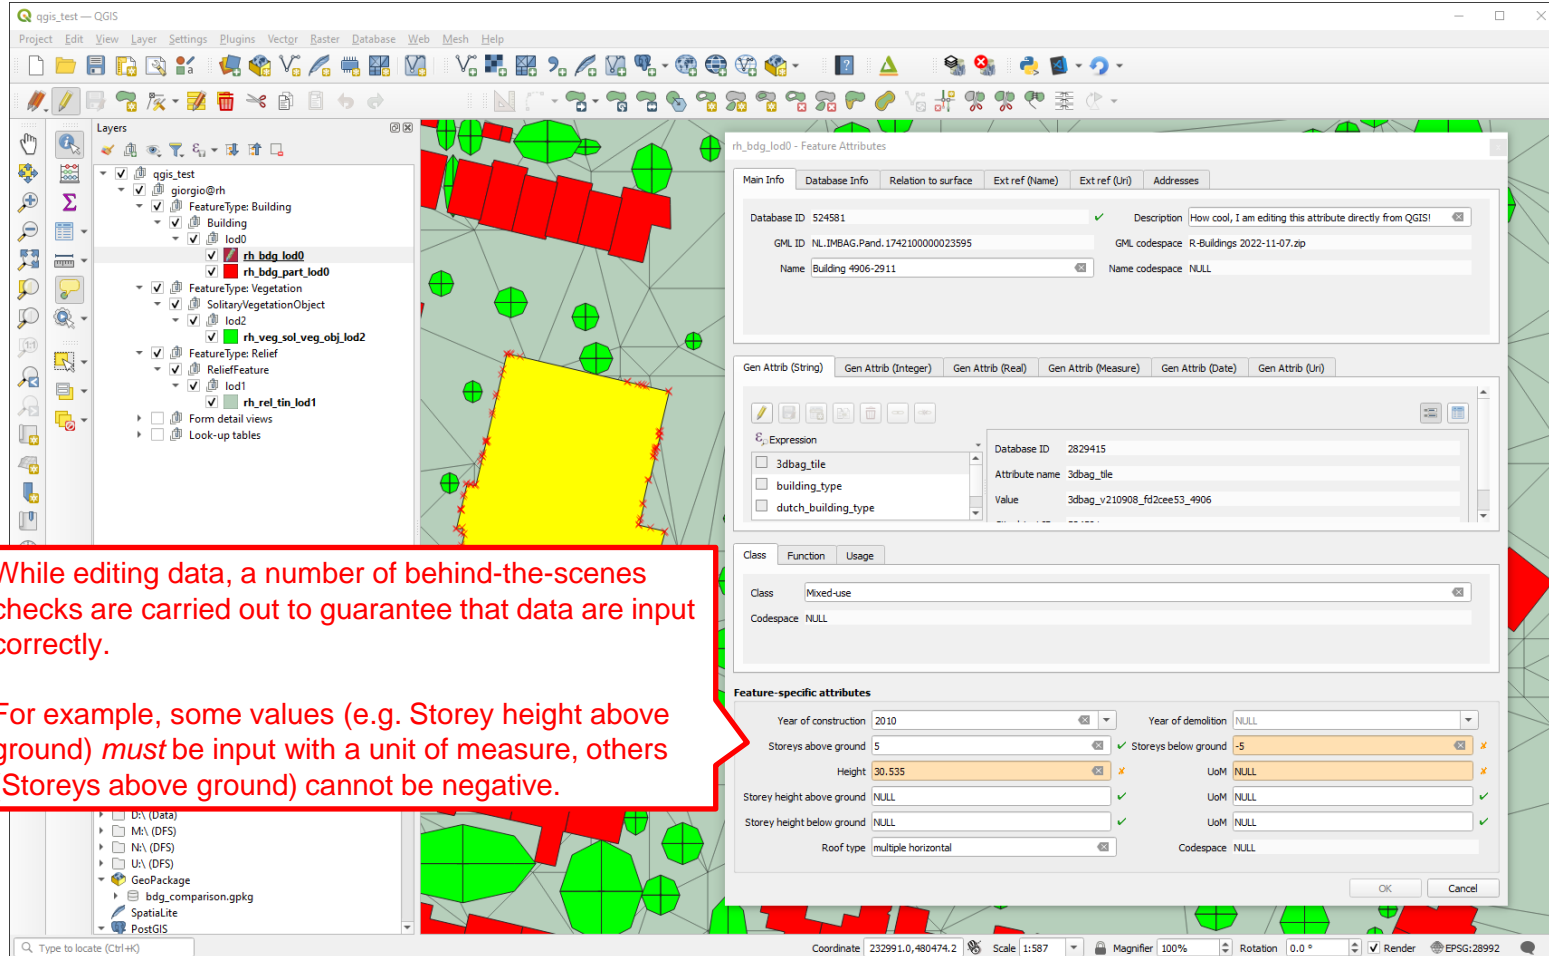 qgis_test — QGIS
Project Edit View Layer Settings Plugins Vector Raster Database Web Mesh Help
Layers
qgis_test
giorgio@rh
FeatureType: Building
Building
lod0
rh_bdg_lod0
rh_bdg_part_lod0
FeatureType: Vegetation
SolitaryVegetationObject
lod2
rh_veg_sol_veg_obj_lod2
FeatureType: Relief
ReliefFeature
lod1
rh_rel_tin_lod1
Form detail views
Look-up tables
While editing data, a number of behind-the-scenes
checks are carried out to guarantee that data are input
correctly.
For example, some values (e.g. Storey height above
ground) must be input with a unit of measure, others
Storeys above ground) cannot be negative.
D:\ (Data)
M:\ (DFS)
N:\ (DFS)
U:\ (DFS)
GeoPackage
bdg_comparison.gpkg
SpatiaLite
PostGIS
rh_bdg_lod0 - Feature Attributes
Main Info Database Info Relation to surface Ext ref (Name) Ext ref (Uri) Addresses
Database ID 524581 Description How cool, I am editing this attribute directly from QGIS!
GML ID NL.IMBAG.Pand.1742100000023595 GML codespace R-Buildings 2022-11-07.zip
Name Building 4906-2911 Name codespace NULL
Gen Attrib (String) Gen Attrib (Integer) Gen Attrib (Real) Gen Attrib (Measure) Gen Attrib (Date) Gen Attrib (Uri)
Expression
3dbag_tile
building_type
dutch_building_type
Database ID 2829415
Attribute name 3dbag_tile
Value 3dbag_v210908_fd2cee53_4906
Class Function Usage
Class Mixed-use
Codespace NULL
Feature-specific attributes
Year of construction 2010 Year of demolition NULL
Storeys above ground 5 Storeys below ground -5
Height 30.535 UoM NULL
Storey height above ground NULL UoM NULL
Storey height below ground NULL UoM NULL
Roof type multiple horizontal Codespace NULL
OK Cancel
Type to locate (Ctrl+K) Coordinate 232991.0,480474.2 Scale 1:587 Magnifier 100% Rotation 0.0 ° Render EPSG:28992